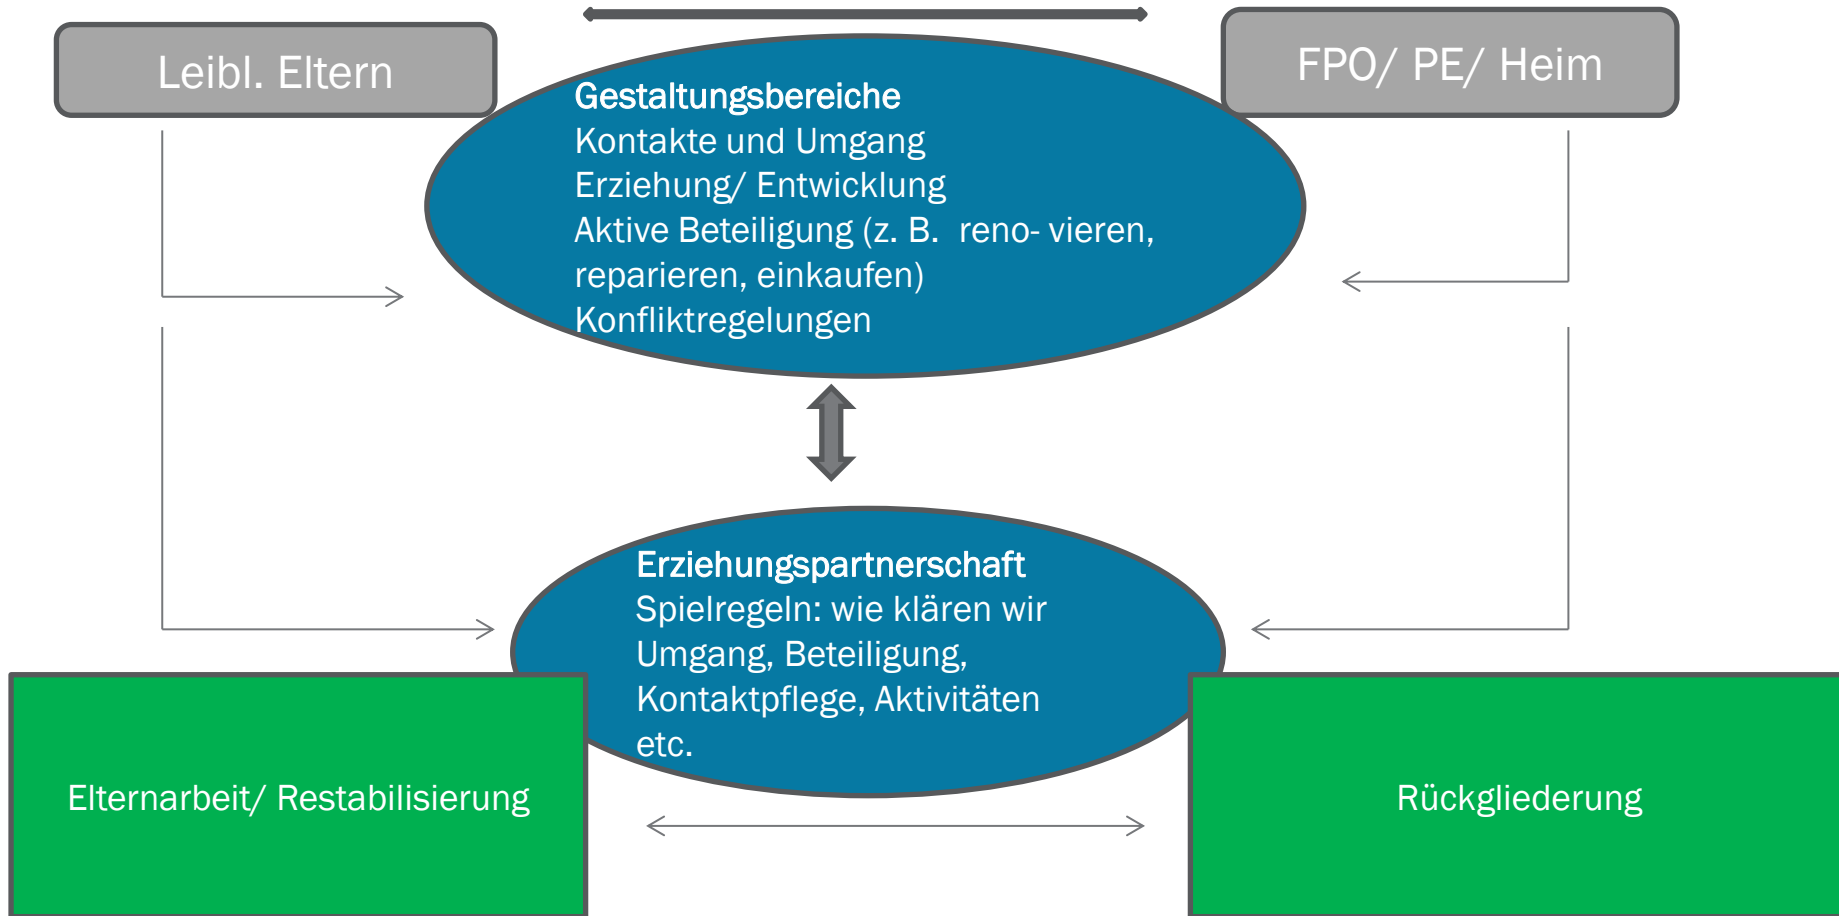 Leibl. Eltern
FPO/ PE/ Heim
Gestaltungsbereiche
Kontakte und Umgang
Erziehung/ Entwicklung
Aktive Beteiligung (z. B.  reno- vieren,
reparieren, einkaufen)
Konfliktregelungen
Erziehungspartnerschaft
Spielregeln: wie klären wir
Umgang, Beteiligung,
Kontaktpflege, Aktivitäten
etc.
Elternarbeit/ Restabilisierung
Rückgliederung